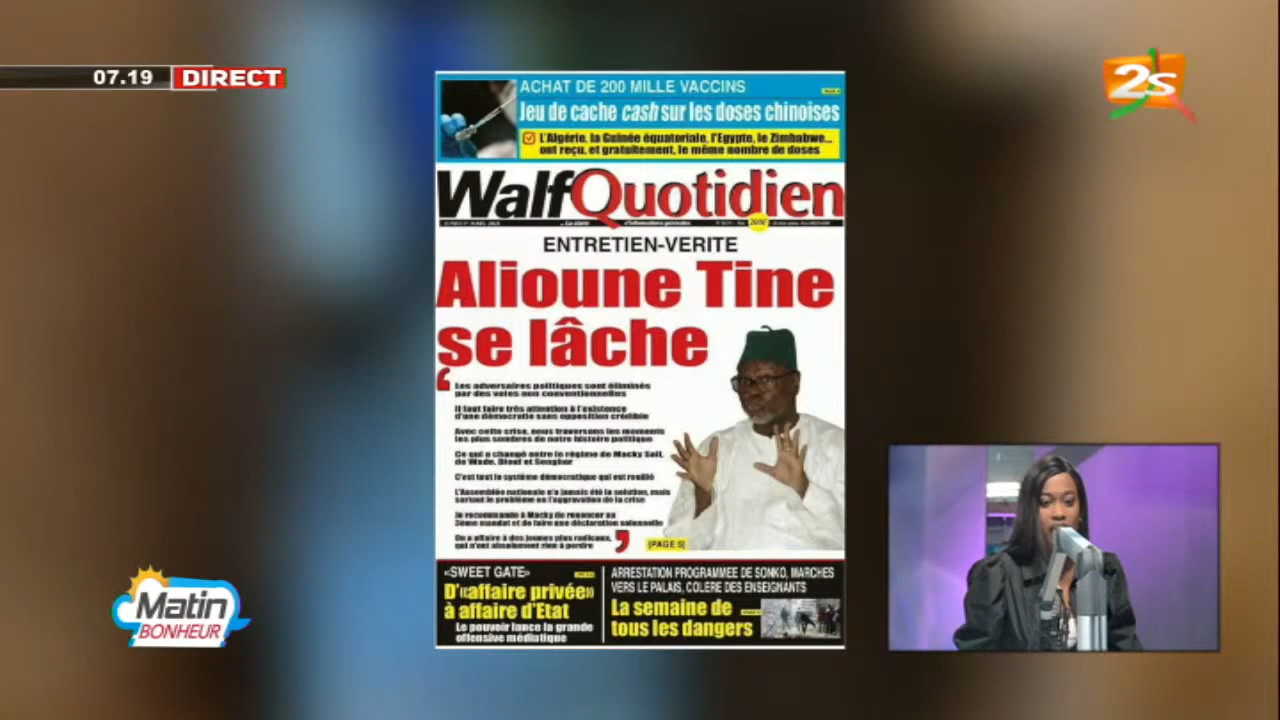 07.19 DIRECT
2s
ACHAT DE 200 MILLE VACCINS
Jeu de cache cash sur les doses chinoises
L'Algérie, la Guinée équatoriale, l'Egypte, le Zimbabwe...
ont reçu, et gratuitement, le même nombre de doses
WalfQuotidien
ENTRETIEN-VERITE
Alioune Tine
se lâche
Les adversaires politiques sont éliminés
par des voies non conventionnelles
Il faut faire très attention à l'existence
d'une démocratie sans opposition crédible
Avec cette crise, nous traversons les moments
les plus sombres de notre histoire politique
Ce qui a changé entre le régime de Macky Sall,
de Wade, Diouf et Senghor
C'est tout le système démocratique qui est rouillé
L'Assemblée nationale n'a jamais été la solution, mais
surtout le problème ou l'aggravation de la crise
Je recommande à Macky de renoncer au
3ème mandat et de faire une déclaration solennelle
On a affaire à des jeunes plus radicaux,
qui n'ont absolument rien à perdre
[PAGE 5]
«SWEET GATE»
D'«affaire privée»
à affaire d'Etat
Le pouvoir lance la grande
offensive médiatique
ARRESTATION PROGRAMMEE DE SONKO, MARCHES
VERS LE PALAIS, COLERE DES ENSEIGNANTS
La semaine de
tous les dangers
Matin
BONHEUR